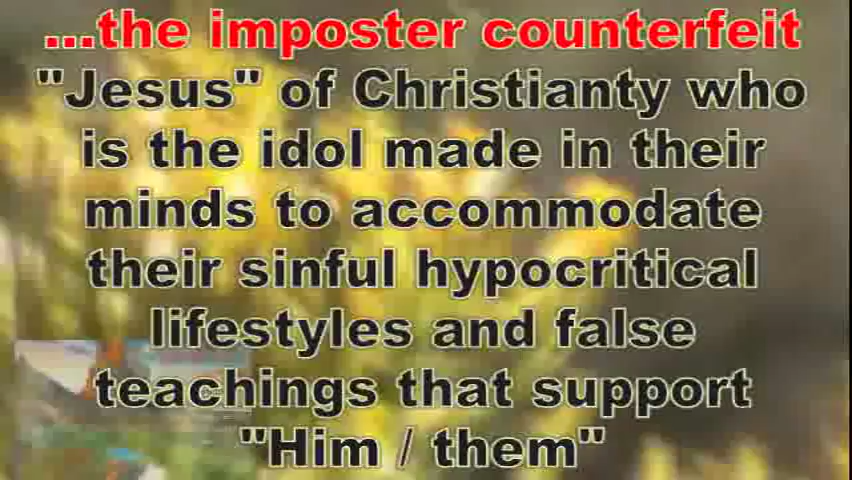 ...the imposter counterfeit
"Jesus" of Christianty who
is the idol made in their
minds to accommodate
their sinful hypocritical
lifestyles and false
teachings that support
"Him / them"